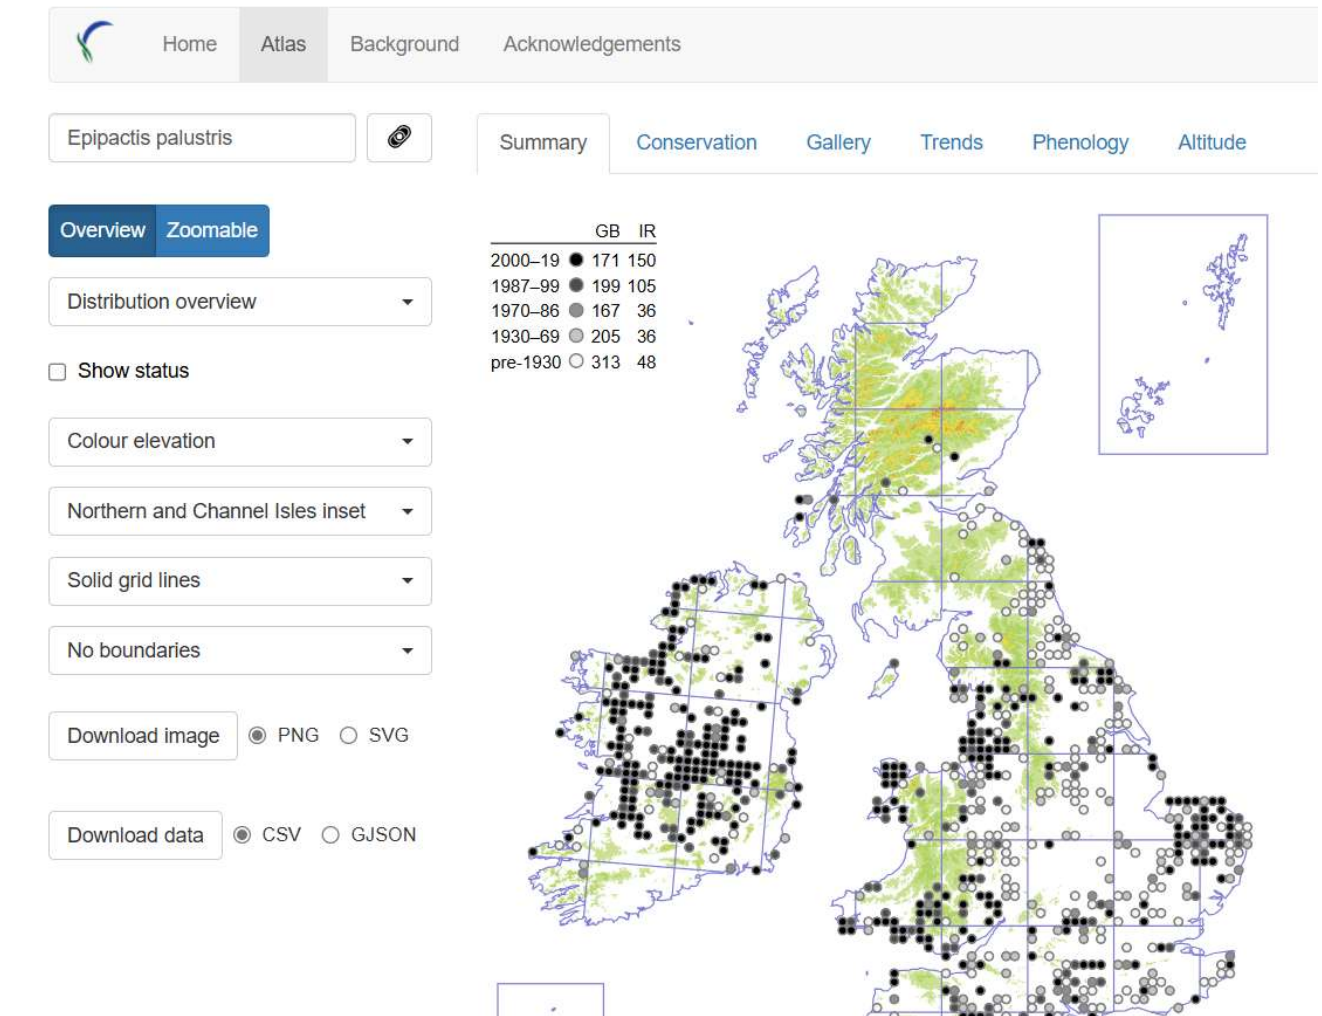 Home Atlas Background Acknowledgements
Epipactis palustris
Summary Conservation Gallery Trends Phenology Altitude
Overview Zoomable
Distribution overview
Show status
Colour elevation
Northern and Channel Isles inset
Solid grid lines
No boundaries
Download image PNG SVG
Download data CSV GJSON
GB IR
2000–19 171 150
1987–99 199 105
1970–86 167 36
1930–69 205 36
pre-1930 313 48